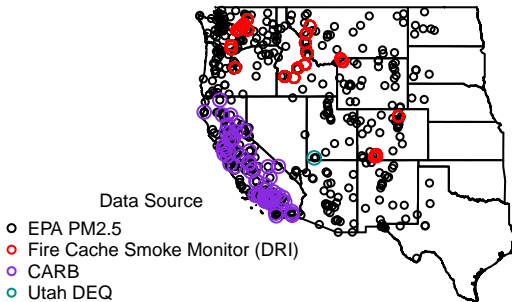 Data Source
EPA PM2.5
Fire Cache Smoke Monitor (DRI)
CARB
Utah DEQ